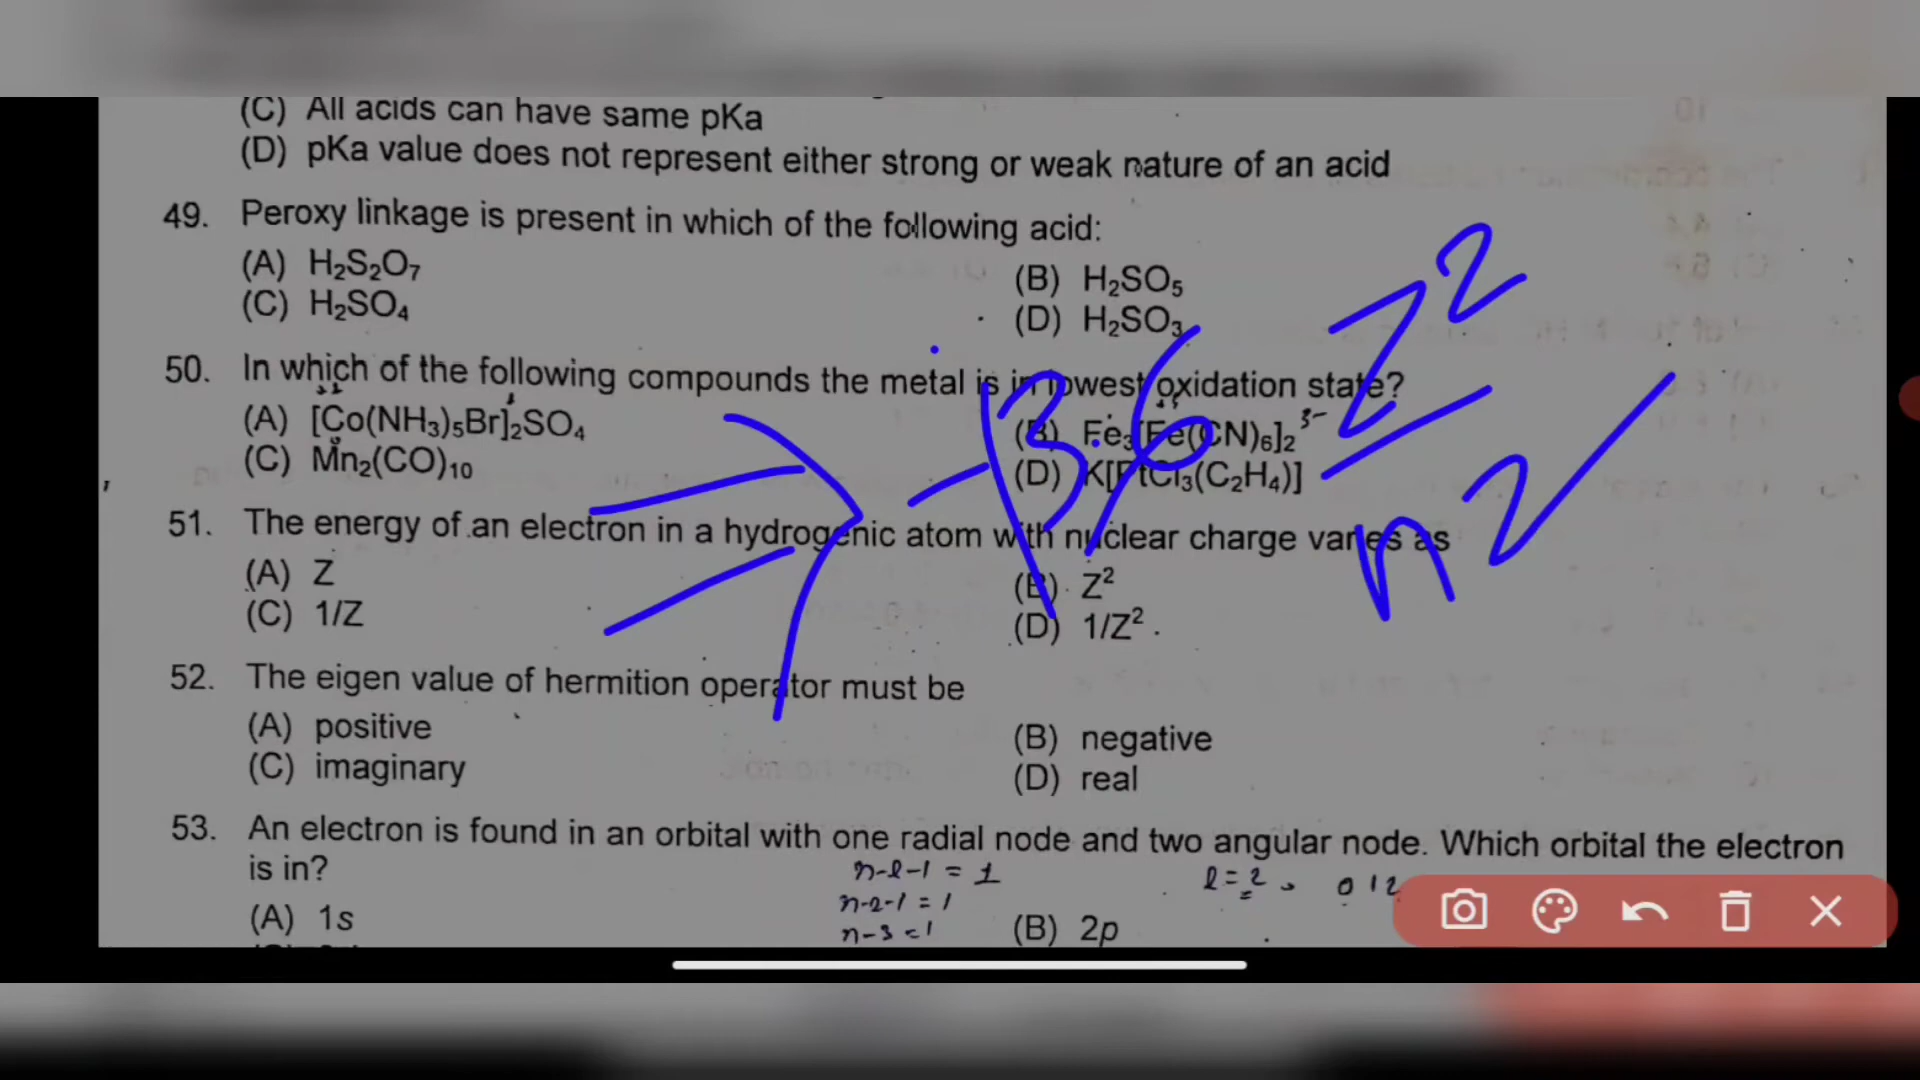 (C) All acids can have same pKa
(D) pKa value does not represent either strong or weak nature of an acid
49. Peroxy linkage is present in which of the following acid:
(A) H₂S₂O₇ (B) H₂SO₅
(C) H₂SO₄ (D) H₂SO₃
50. In which of the following compounds the metal is in lowest oxidation state?
(A) [Co(NH₃)₅Br]₂SO₄ (B) Fe₃[Fe(CN)₆]₂ 3-
(C) Mn₂(CO)₁₀ (D) K[PtCl₃(C₂H₄)]
-13.6 Z²
n²
51. The energy of an electron in a hydrogenic atom with nuclear charge varies as
(A) Z (B) Z²
(C) 1/Z (D) 1/Z²
52. The eigen value of hermition operator must be
(A) positive (B) negative
(C) imaginary (D) real
53. An electron is found in an orbital with one radial node and two angular node. Which orbital the electron
is in?
n-l-1 = 1 l = 2 0 1 2
n-2-1 = 1
n-3 = 1
(A) 1s (B) 2p